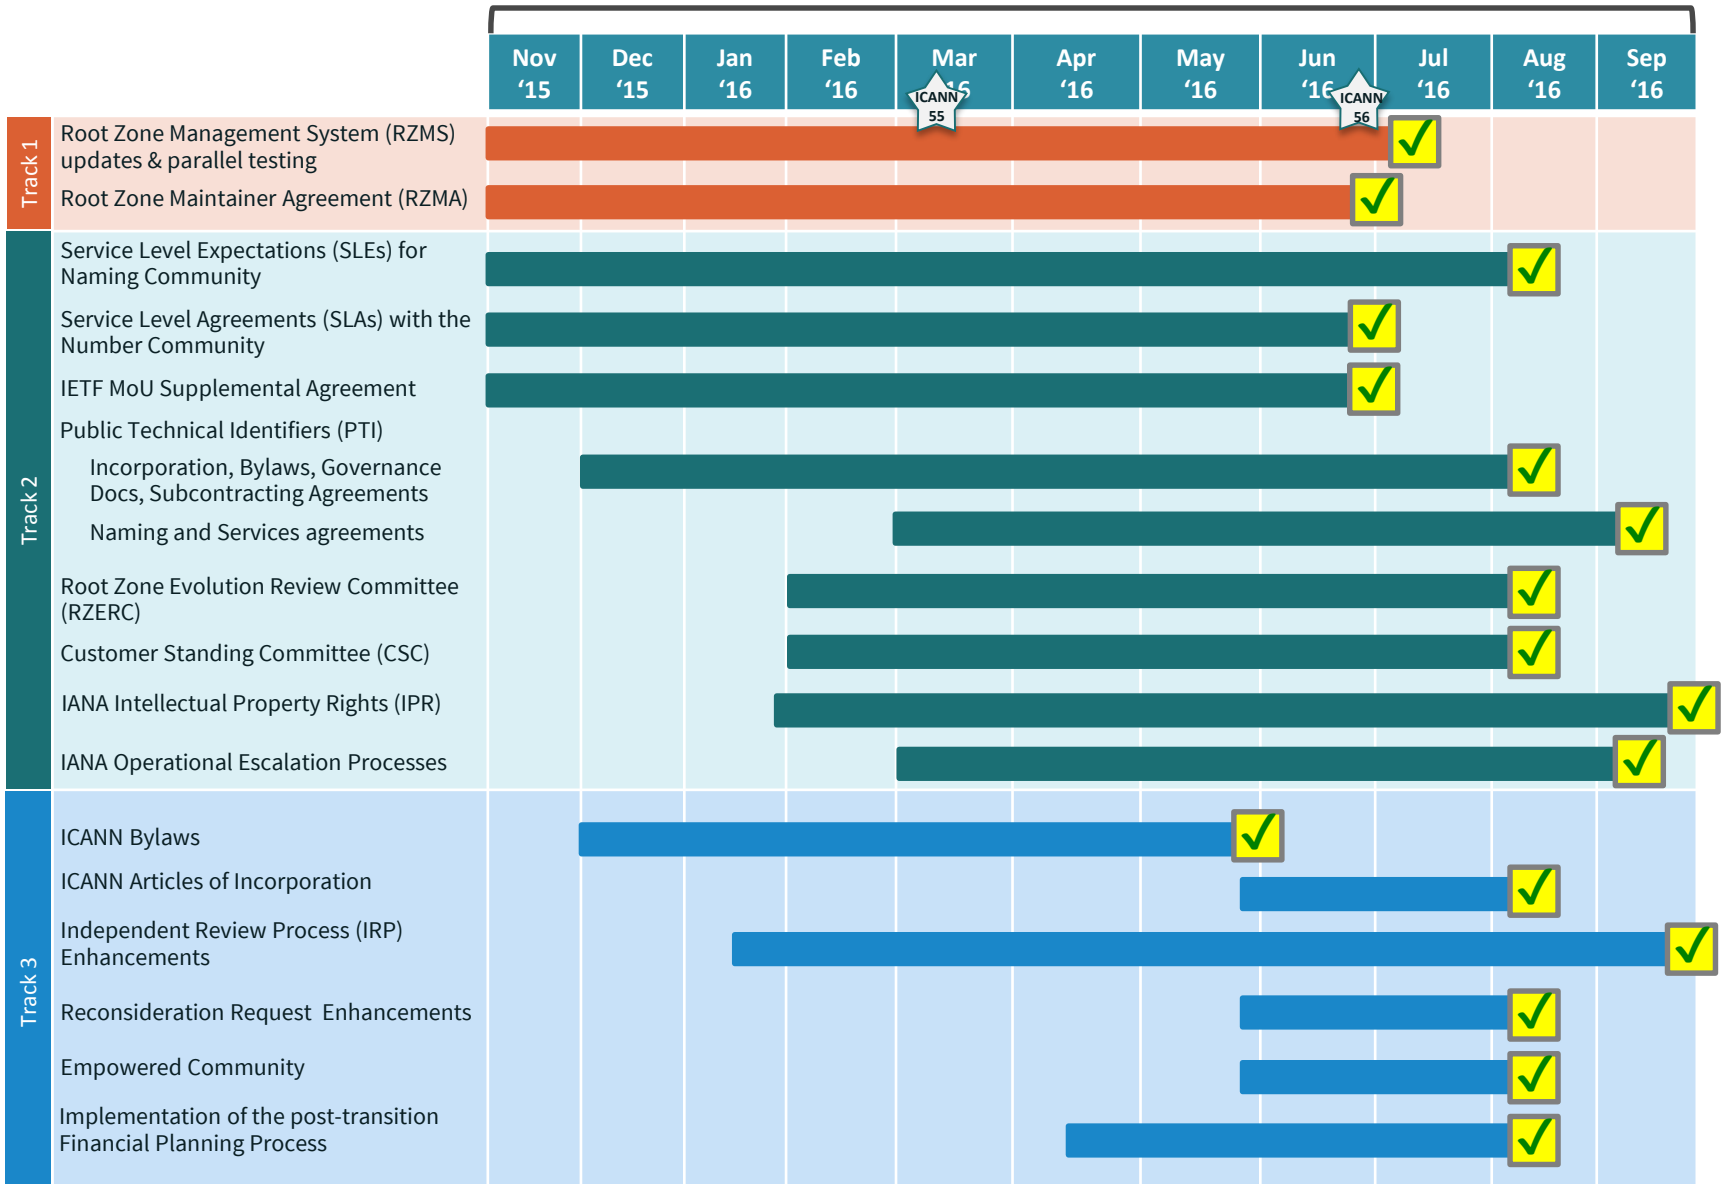 Nov
‘15
Dec
‘15
Jan
‘16
Feb
‘16
Mar
‘16
Apr
‘16
May
‘16
Jun
‘16
Jul
‘16
Aug
‘16
Sep
‘16
ICANN
55
ICANN
56
Track 1
Root Zone Management System (RZMS)
updates & parallel testing
Root Zone Maintainer Agreement (RZMA)
Track 2
Service Level Expectations (SLEs) for
Naming Community
Service Level Agreements (SLAs) with the
Number Community
IETF MoU Supplemental Agreement
Public Technical Identifiers (PTI)
Incorporation, Bylaws, Governance
Docs, Subcontracting Agreements
Naming and Services agreements
Root Zone Evolution Review Committee
(RZERC)
Customer Standing Committee (CSC)
IANA Intellectual Property Rights (IPR)
IANA Operational Escalation Processes
Track 3
ICANN Bylaws
ICANN Articles of Incorporation
Independent Review Process (IRP)
Enhancements
Reconsideration Request Enhancements
Empowered Community
Implementation of the post-transition
Financial Planning Process